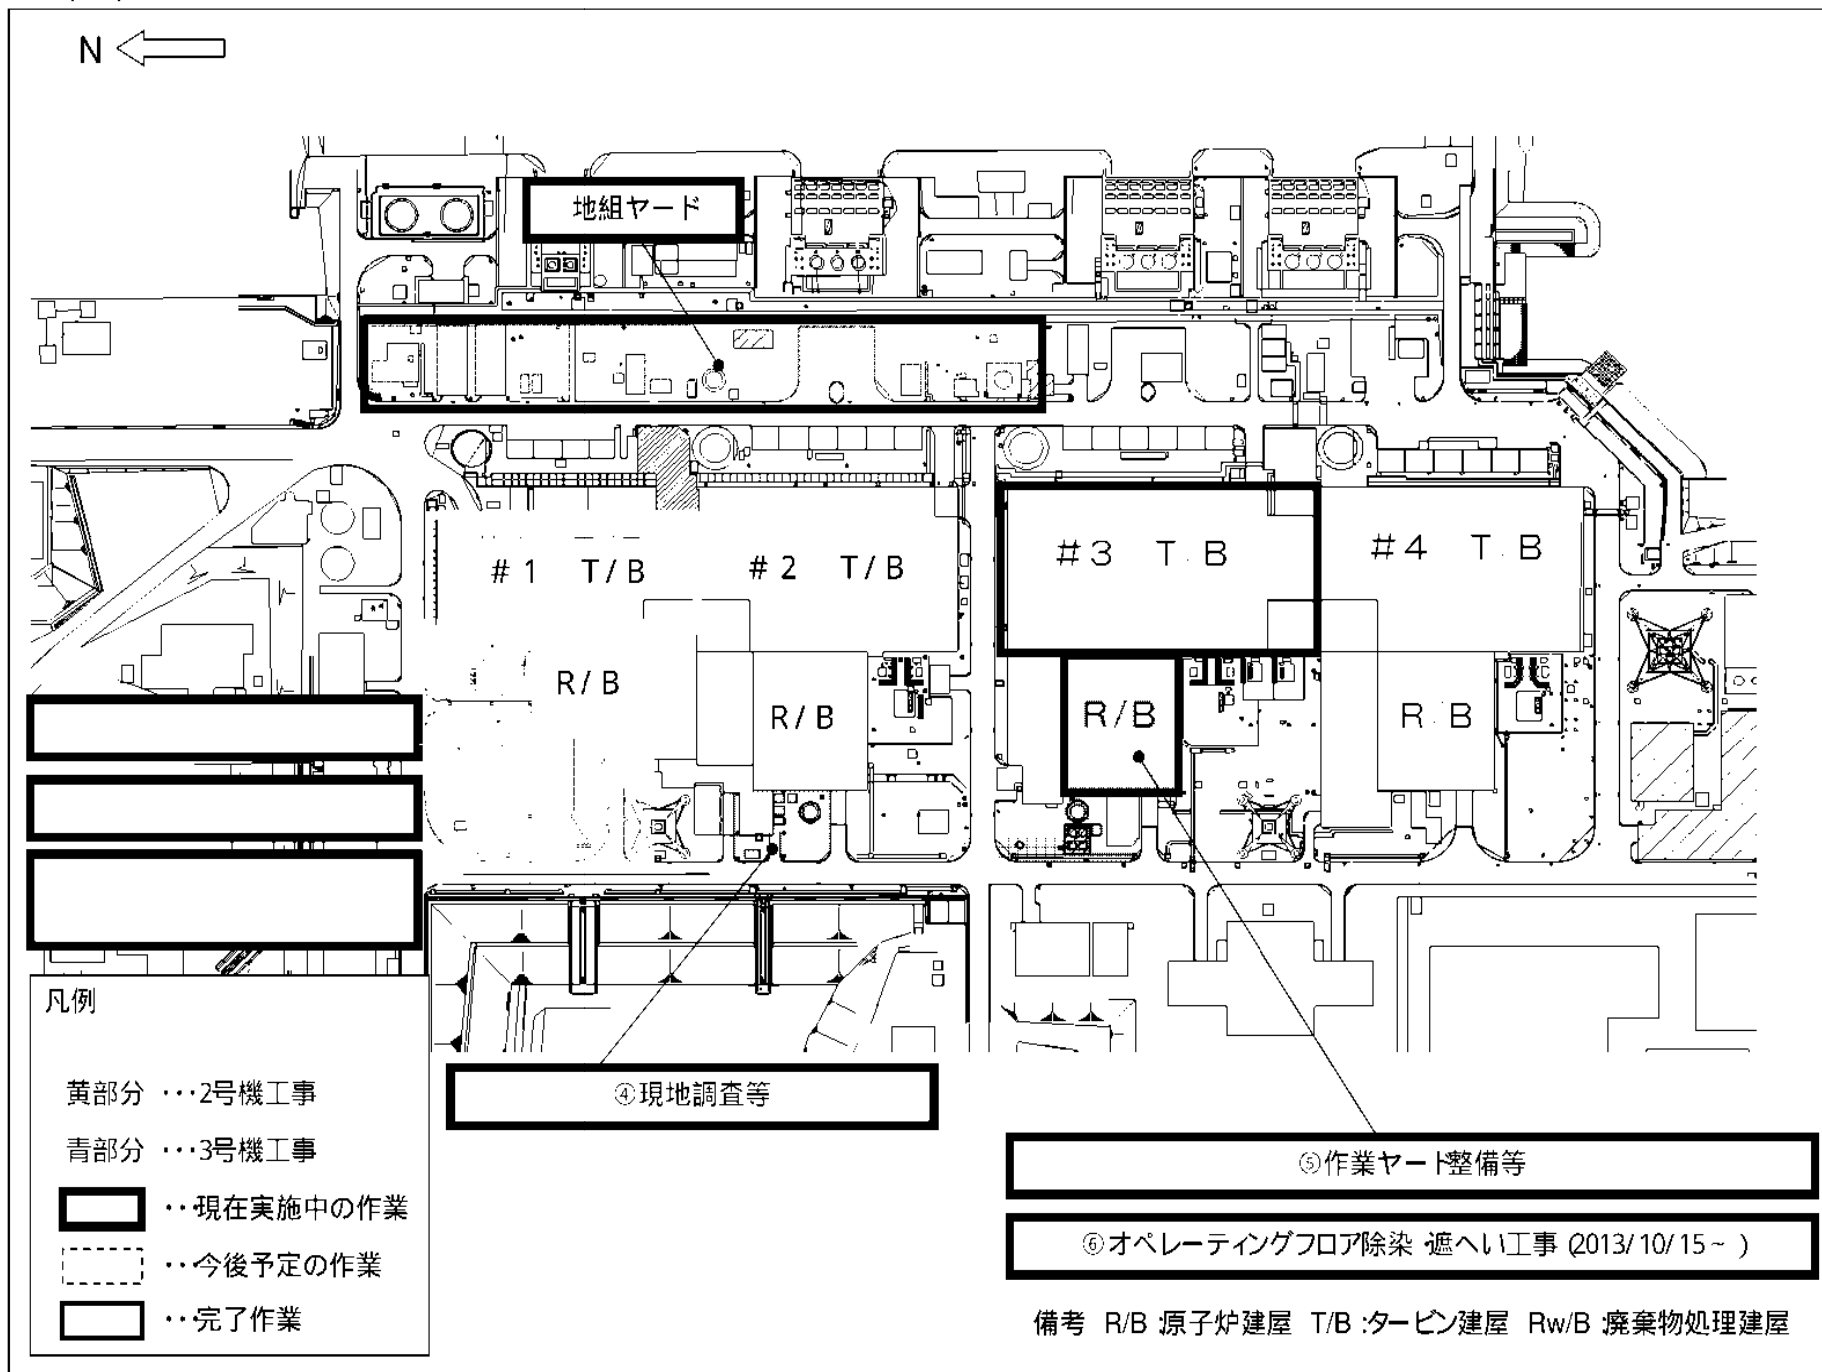 N
地組ヤード
#1 T/B
#2 T/B
#3 T B
#4 T B
R/B
R/B
R/B
R B
凡例
黄部分 ･･･2号機工事
青部分 ･･･3号機工事
･･･現在実施中の作業
･･･今後予定の作業
･･･完了作業
④現地調査等
⑤作業ヤード整備等
⑥オペレーティングフロア除染・遮へい工事 (2013/10/15~ )
備考 R/B:原子炉建屋 T/B:タービン建屋 Rw/B:廃棄物処理建屋